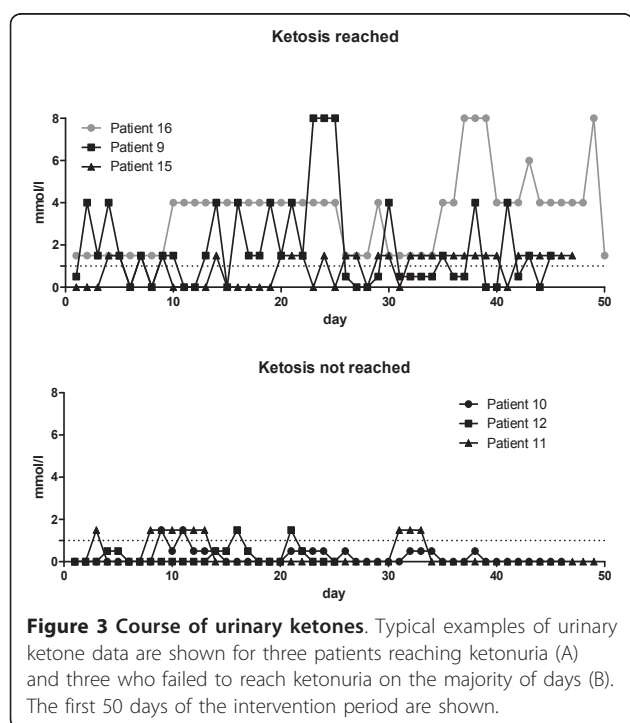 Ketosis reached
8
6
4
2
0
mmol/l
Patient 16
Patient 9
Patient 15
0 10 20 30 40 50
day
Ketosis not reached
8
6
4
2
0
mmol/l
Patient 10
Patient 12
Patient 11
0 10 20 30 40 50
day
Figure 3 Course of urinary ketones. Typical examples of urinary
ketone data are shown for three patients reaching ketonuria (A)
and three who failed to reach ketonuria on the majority of days (B).
The first 50 days of the intervention period are shown.